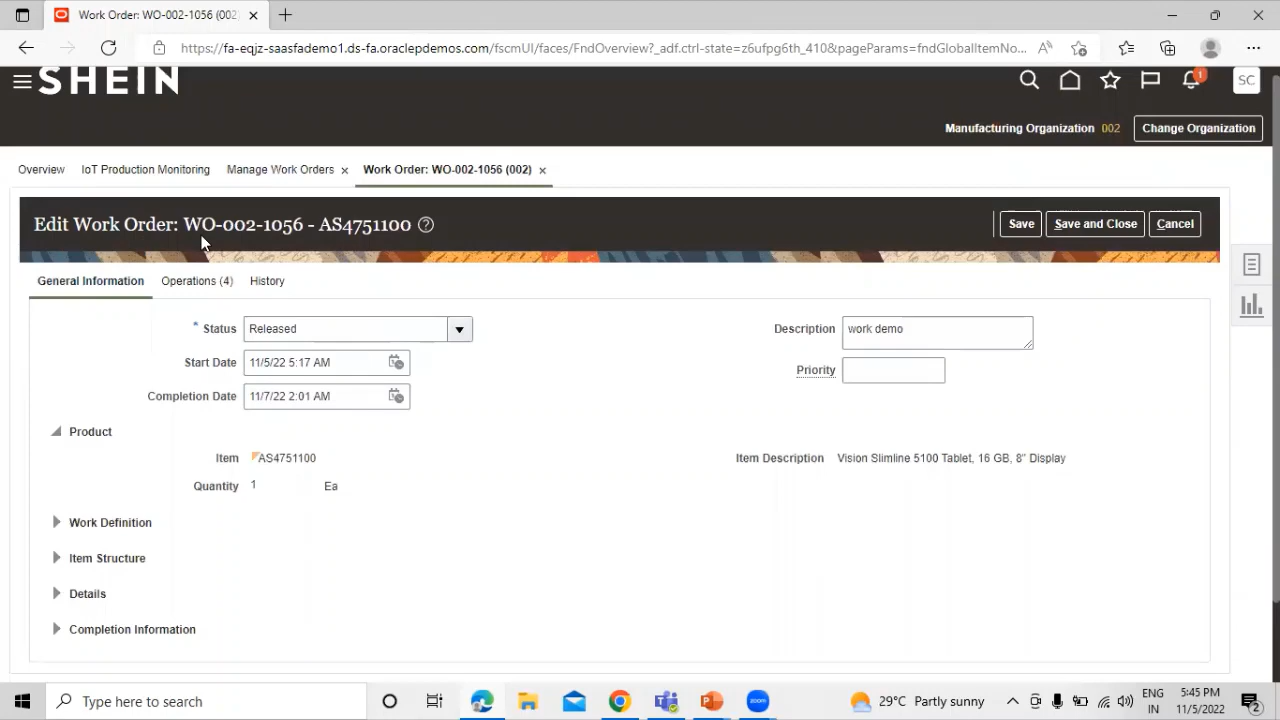 Work Order: WO-002-1056 (002)
https://fa-eqjz-saasfademo1.ds-fa.oraclepdemos.com/fscmUI/faces/FndOverview?_adf.ctrl-state=z6urpg6th_410&pageParams=fndGlobalItemNo...
SHEIN
1
SC
Manufacturing Organization 002 Change Organization
Overview IoT Production Monitoring Manage Work Orders Work Order: WO-002-1056 (002)
Edit Work Order: WO-002-1056 - AS4751100 ?
Save Save and Close Cancel
General Information Operations (4) History
* Status Released
Description work demo
Start Date 11/5/22 5:17 AM
Priority
Completion Date 11/7/22 2:01 AM
Product
Item AS4751100
Item Description Vision Slimline 5100 Tablet, 16 GB, 8" Display
Quantity 1 Ea
Work Definition
Item Structure
Details
Completion Information
Type here to search
zoom
29°C Partly sunny
ENG
IN
5:45 PM
11/5/2022
2